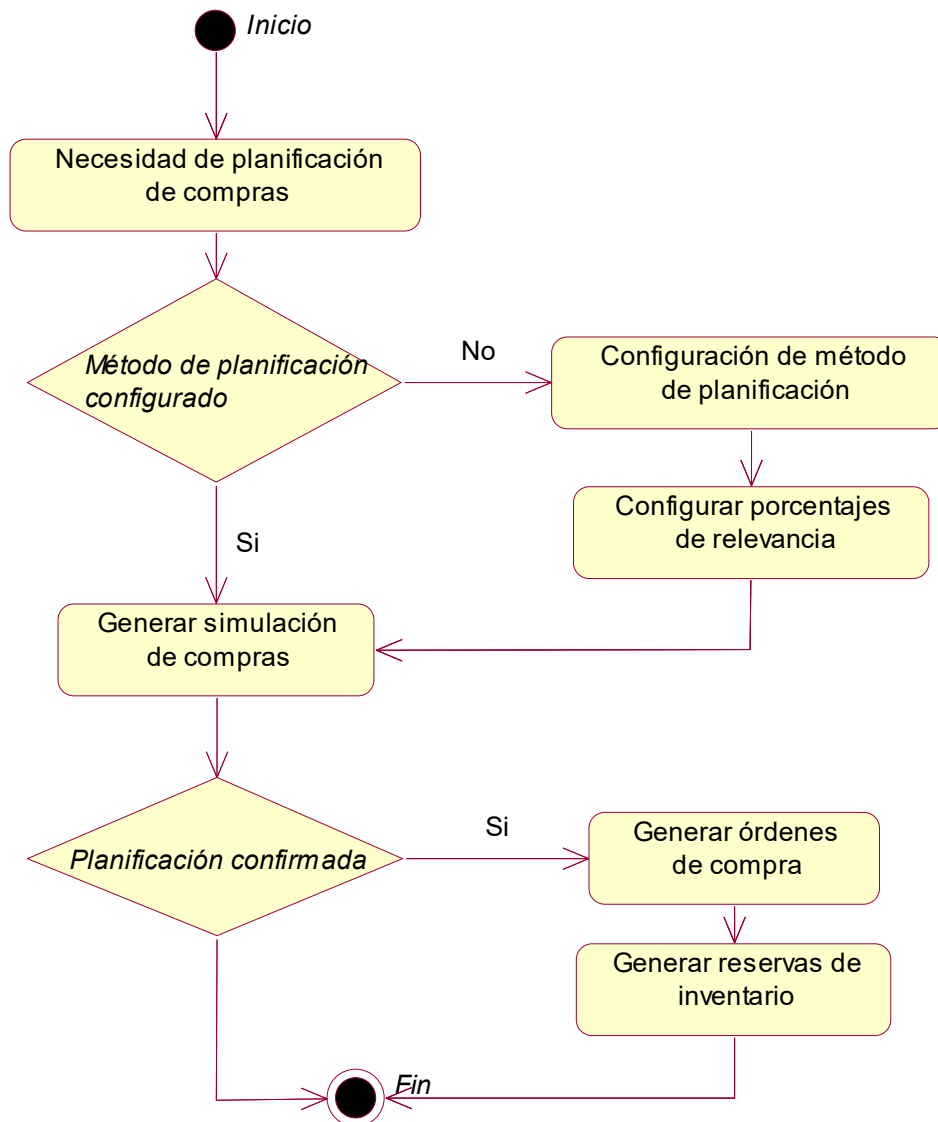 Inicio
Necesidad de planificación
de compras
Método de planificación
configurado
No
Configuración de método
de planificación
Configurar porcentajes
de relevancia
Si
Generar simulación
de compras
Planificación confirmada
Si
Generar órdenes
de compra
Generar reservas de
inventario
Fin